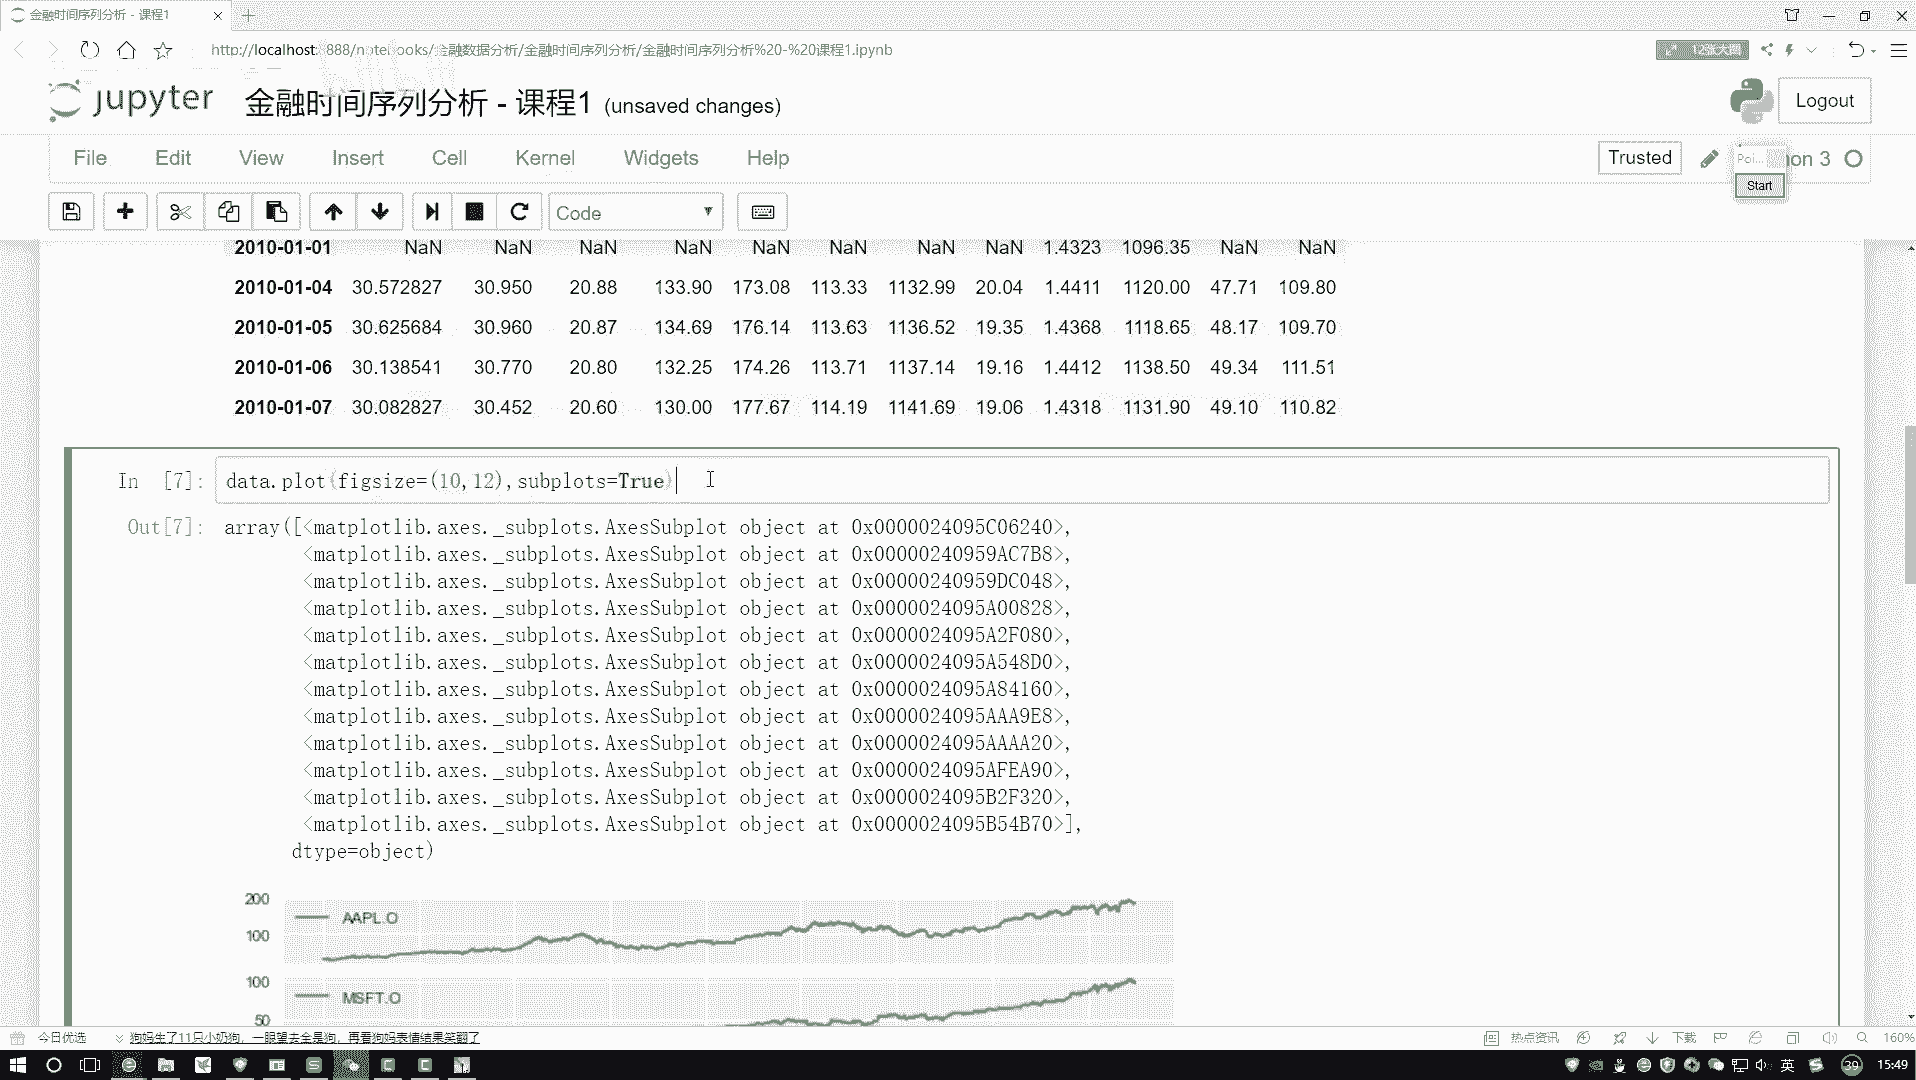 金融时间序列分析 - 课程1
http://localhost:8888/notebooks/金融数据分析/金融时间序列分析/金融时间序列分析%20-%20课程1.ipynb
12张大图
jupyter 金融时间序列分析 - 课程1 (unsaved changes)
Logout
File Edit View Insert Cell Kernel Widgets Help
Trusted
Poi...
on 3
Start
Code
2010-01-01 NaN NaN NaN NaN NaN NaN NaN NaN 1.4323 1096.35 NaN NaN
2010-01-04 30.572827 30.950 20.88 133.90 173.08 113.33 1132.99 20.04 1.4411 1120.00 47.71 109.80
2010-01-05 30.625684 30.960 20.87 134.69 176.14 113.63 1136.52 19.35 1.4368 1118.65 48.17 109.70
2010-01-06 30.138541 30.770 20.80 132.25 174.26 113.71 1137.14 19.16 1.4412 1138.50 49.34 111.51
2010-01-07 30.082827 30.452 20.60 130.00 177.67 114.19 1141.69 19.06 1.4318 1131.90 49.10 110.82
In [7]: data.plot(figsize=(10,12),subplots=True)
Out[7]: array([<matplotlib.axes._subplots.AxesSubplot object at 0x0000024095C06240>,
<matplotlib.axes._subplots.AxesSubplot object at 0x00000240959AC7B8>,
<matplotlib.axes._subplots.AxesSubplot object at 0x00000240959DC048>,
<matplotlib.axes._subplots.AxesSubplot object at 0x0000024095A00828>,
<matplotlib.axes._subplots.AxesSubplot object at 0x0000024095A2F080>,
<matplotlib.axes._subplots.AxesSubplot object at 0x0000024095A548D0>,
<matplotlib.axes._subplots.AxesSubplot object at 0x0000024095A84160>,
<matplotlib.axes._subplots.AxesSubplot object at 0x0000024095AAA9E8>,
<matplotlib.axes._subplots.AxesSubplot object at 0x0000024095AAAA20>,
<matplotlib.axes._subplots.AxesSubplot object at 0x0000024095AFEA90>,
<matplotlib.axes._subplots.AxesSubplot object at 0x0000024095B2F320>,
<matplotlib.axes._subplots.AxesSubplot object at 0x0000024095B54B70>],
dtype=object)
200
AAPL.O
100
100
MSFT.O
50
今日优选
狗妈生了11只小奶狗，一眼望去全是狗，再看狗妈表情结果笑翻了
热点资讯
下载
160%
英
39
15:49